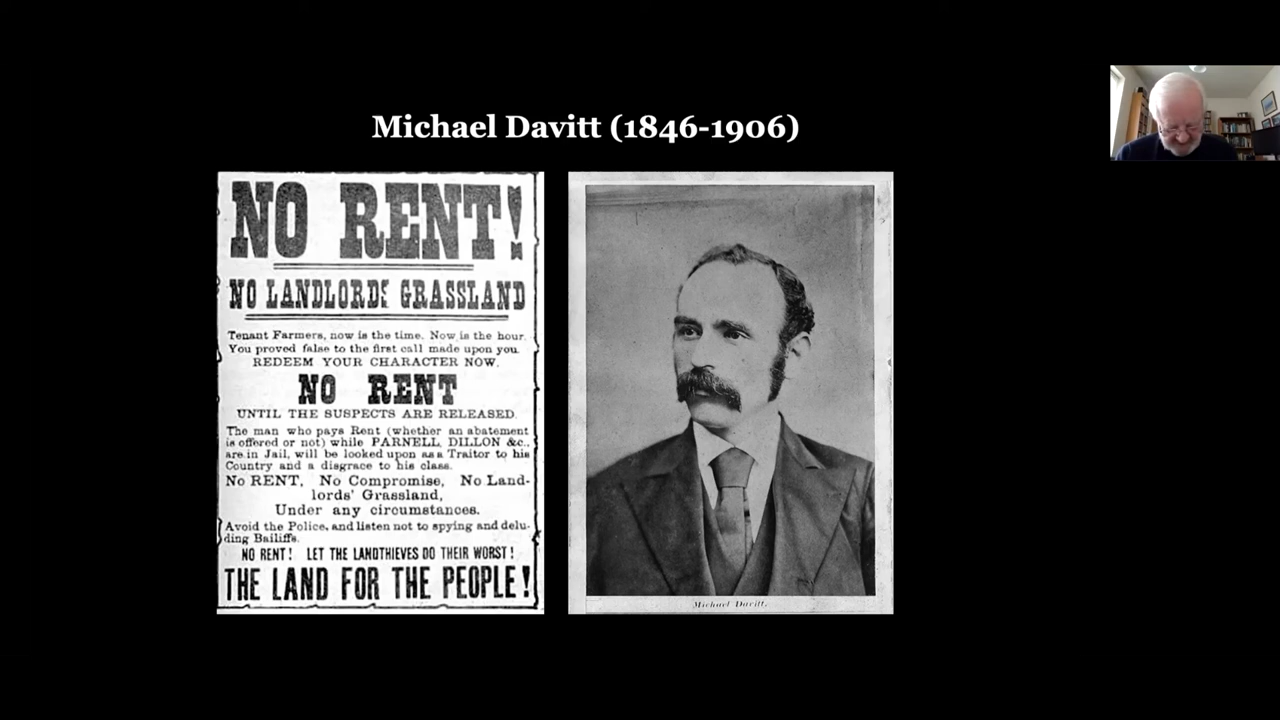 Michael Davitt (1846-1906)
NO RENT!
NO LANDLORDS GRASSLAND
Tenant Farmers, now is the time. Now is the hour.
You proved false to the first call made upon you.
REDEEM YOUR CHARACTER NOW.
NO RENT
UNTIL THE SUSPECTS ARE RELEASED.
The man who pays Rent (whether an abatement
is offered or not) while PARNELL, DILLON &c.,
are in Jail, will be looked upon as a Traitor to his
Country and a disgrace to his class.
No RENT, No Compromise, No Land-
lords' Grassland,
Under any circumstances.
Avoid the Police, and listen not to spying and delu-
ding Bailiffs.
NO RENT! LET THE LANDTHIEVES DO THEIR WORST!
THE LAND FOR THE PEOPLE!
Michael Davitt.